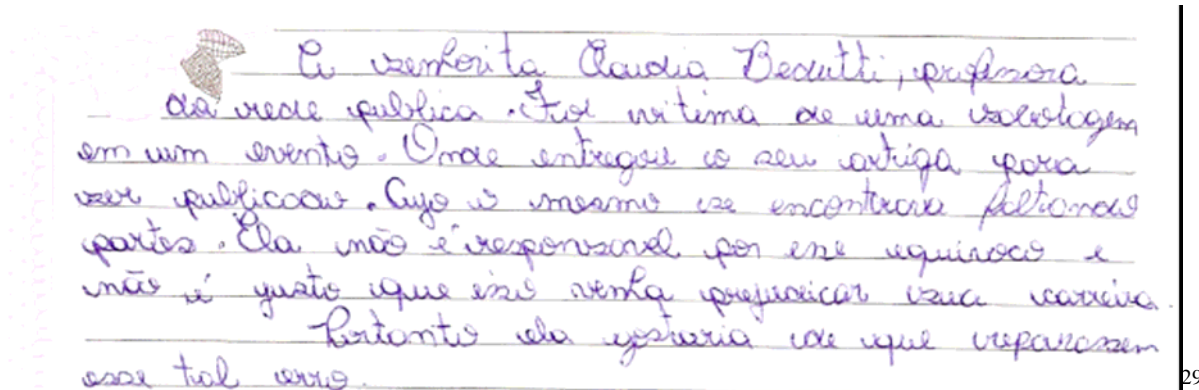 A senhorita Claudia Bedutti, professora
da rede publica. Foi vitima de uma sabotagem
em um evento. Onde entregou o seu artigo para
ser publicado. Cujo o mesmo se encontrava faltando
partes. Ela não é responsavel por esse equivoco e
não é justo que isso venha prejudicar sua carreira.
Portanto ela gostaria de que reparassem
esse tal erro.
29